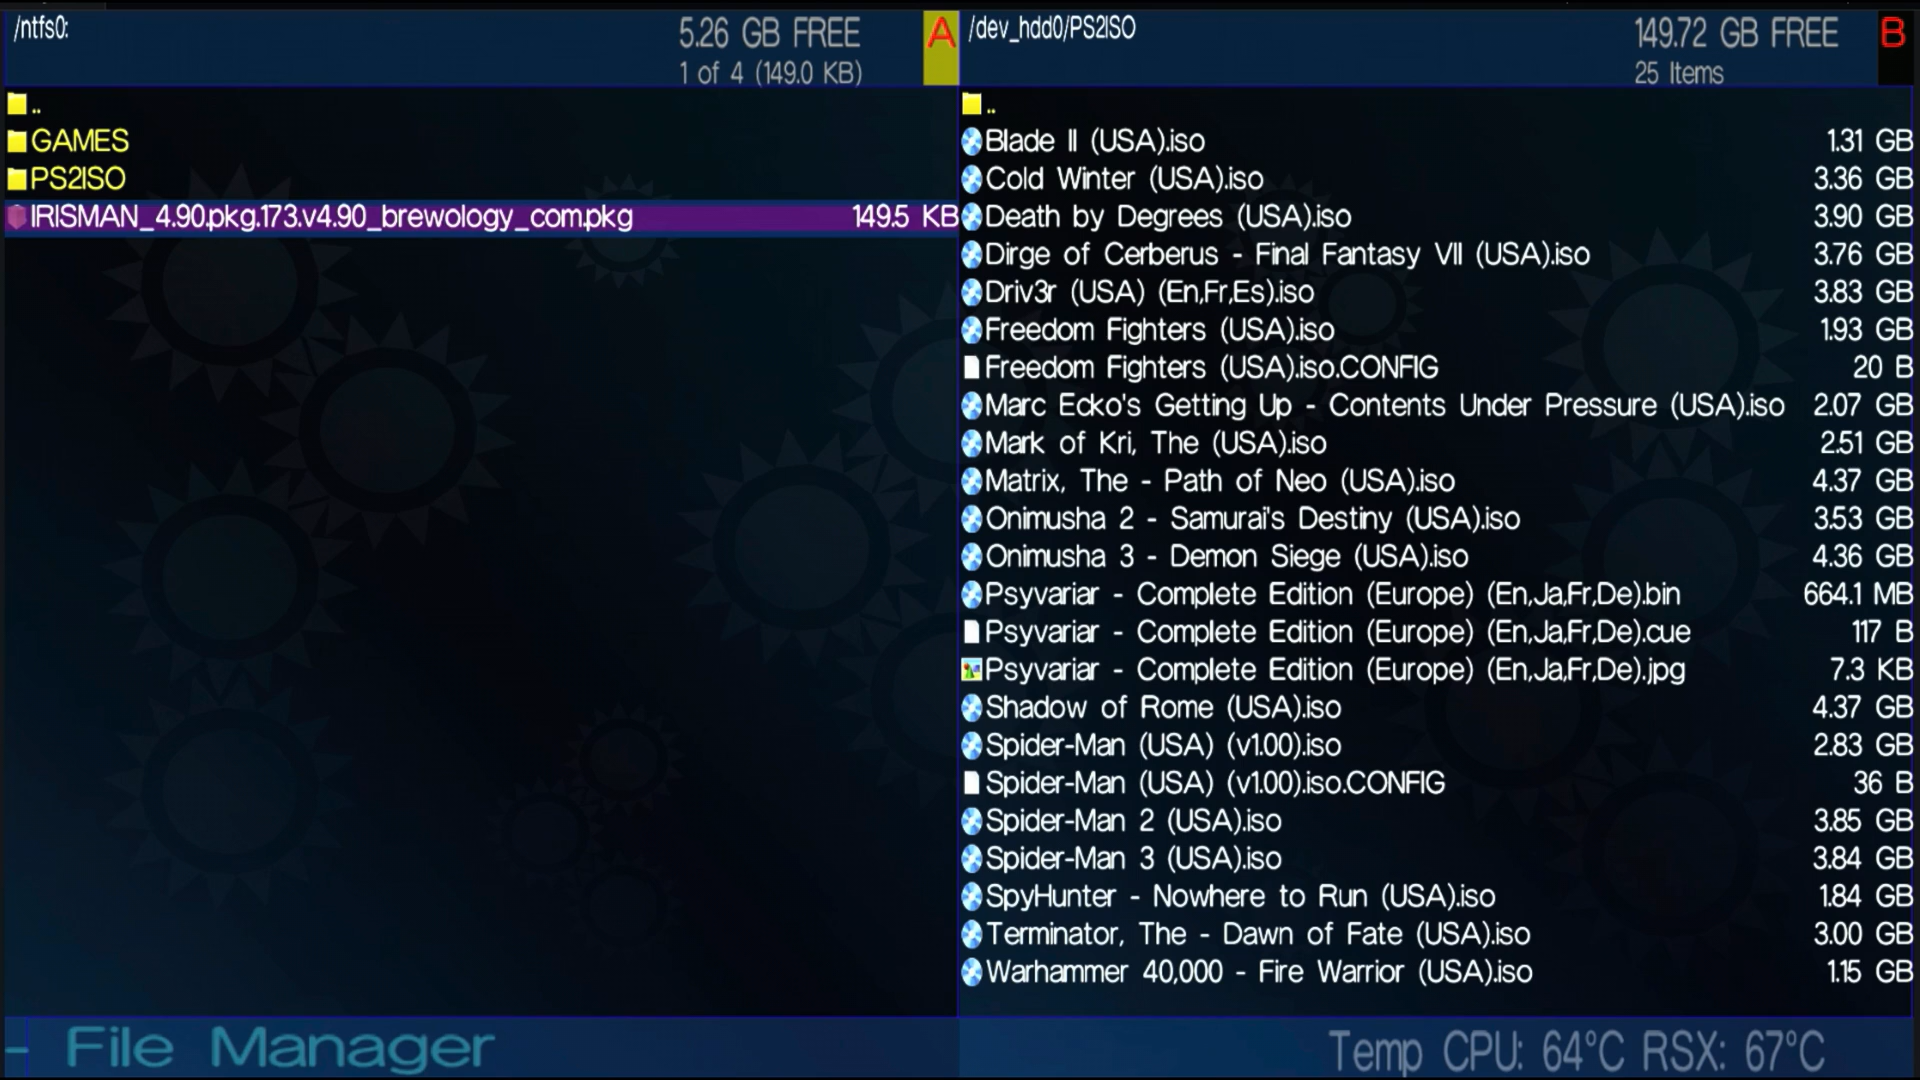 /ntfs0:
5.26 GB FREE
1 of 4 (149.0 KB)
A
..
GAMES
PS2ISO
IRISMAN_4.90.pkg.173.v4.90_brewology_com.pkg 149.5 KB
/dev_hdd0/PS2ISO
149.72 GB FREE
25 Items
B
..
Blade II (USA).iso 1.31 GB
Cold Winter (USA).iso 3.36 GB
Death by Degrees (USA).iso 3.90 GB
Dirge of Cerberus - Final Fantasy VII (USA).iso 3.76 GB
Driv3r (USA) (En,Fr,Es).iso 3.83 GB
Freedom Fighters (USA).iso 1.93 GB
Freedom Fighters (USA).iso.CONFIG 20 B
Marc Ecko's Getting Up - Contents Under Pressure (USA).iso 2.07 GB
Mark of Kri, The (USA).iso 2.51 GB
Matrix, The - Path of Neo (USA).iso 4.37 GB
Onimusha 2 - Samurai's Destiny (USA).iso 3.53 GB
Onimusha 3 - Demon Siege (USA).iso 4.36 GB
Psyvariar - Complete Edition (Europe) (En,Ja,Fr,De).bin 664.1 MB
Psyvariar - Complete Edition (Europe) (En,Ja,Fr,De).cue 117 B
Psyvariar - Complete Edition (Europe) (En,Ja,Fr,De).jpg 7.3 KB
Shadow of Rome (USA).iso 4.37 GB
Spider-Man (USA) (v1.00).iso 2.83 GB
Spider-Man (USA) (v1.00).iso.CONFIG 36 B
Spider-Man 2 (USA).iso 3.85 GB
Spider-Man 3 (USA).iso 3.84 GB
SpyHunter - Nowhere to Run (USA).iso 1.84 GB
Terminator, The - Dawn of Fate (USA).iso 3.00 GB
Warhammer 40,000 - Fire Warrior (USA).iso 1.15 GB
- File Manager
Temp CPU: 64°C RSX: 67°C